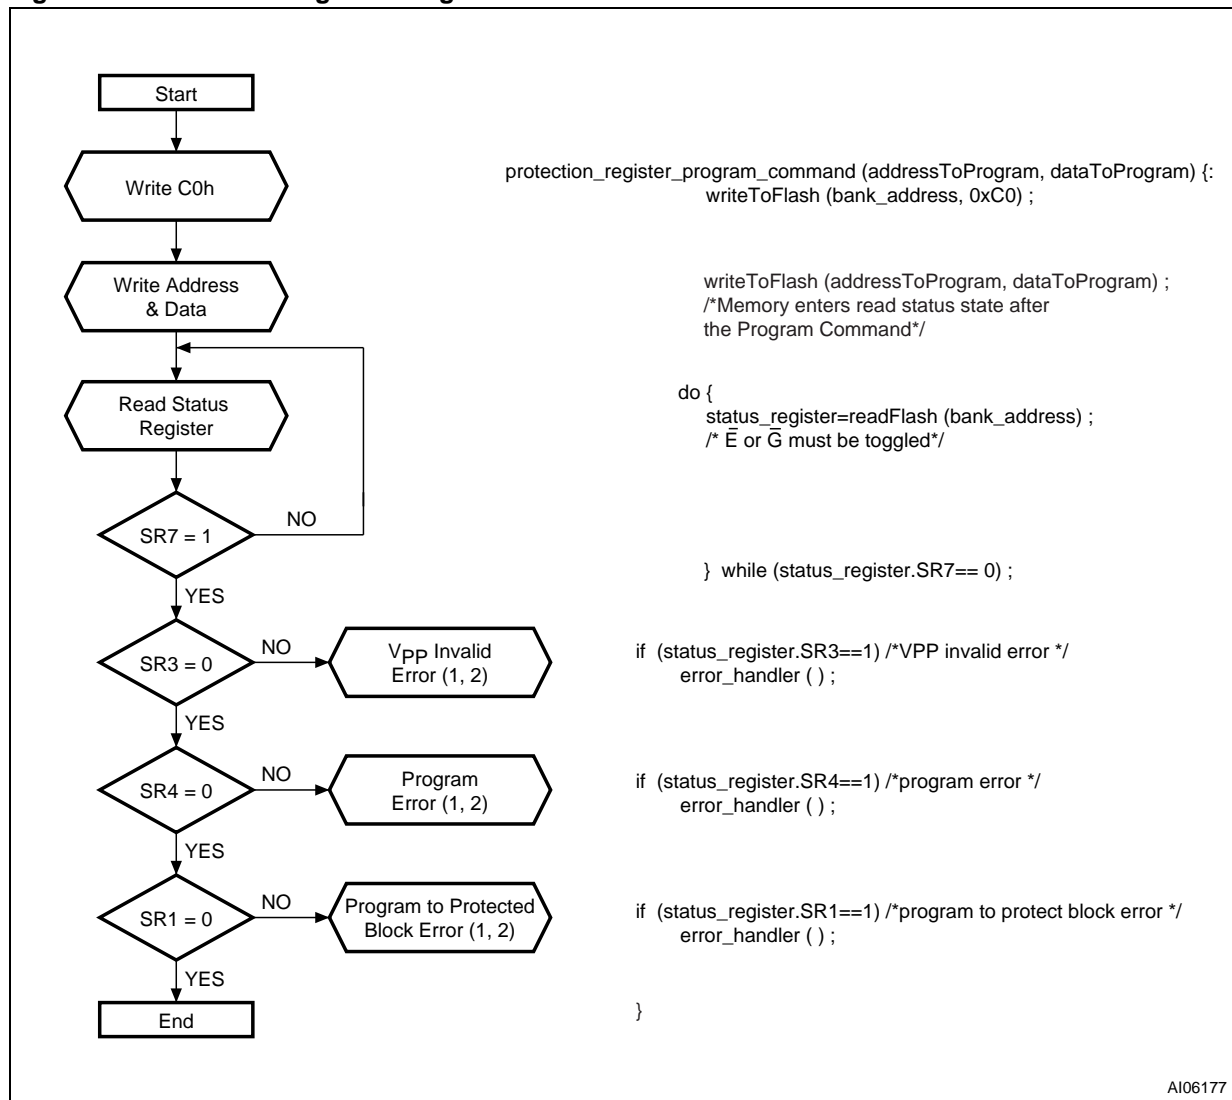 Start
Write C0h
protection_register_program_command (addressToProgram, dataToProgram) {:
writeToFlash (bank_address, 0xC0) ;
Write Address
& Data
writeToFlash (addressToProgram, dataToProgram) ;
/*Memory enters read status state after
the Program Command*/
Read Status
Register
do {
status_register=readFlash (bank_address) ;
/* E̅ or G̅ must be toggled*/
SR7 = 1
NO
} while (status_register.SR7== 0) ;
YES
SR3 = 0
NO
VPP Invalid
Error (1, 2)
if (status_register.SR3==1) /*VPP invalid error */
error_handler ( ) ;
YES
SR4 = 0
NO
Program
Error (1, 2)
if (status_register.SR4==1) /*program error */
error_handler ( ) ;
YES
SR1 = 0
NO
Program to Protected
Block Error (1, 2)
if (status_register.SR1==1) /*program to protect block error */
error_handler ( ) ;
YES
End
}
AI06177